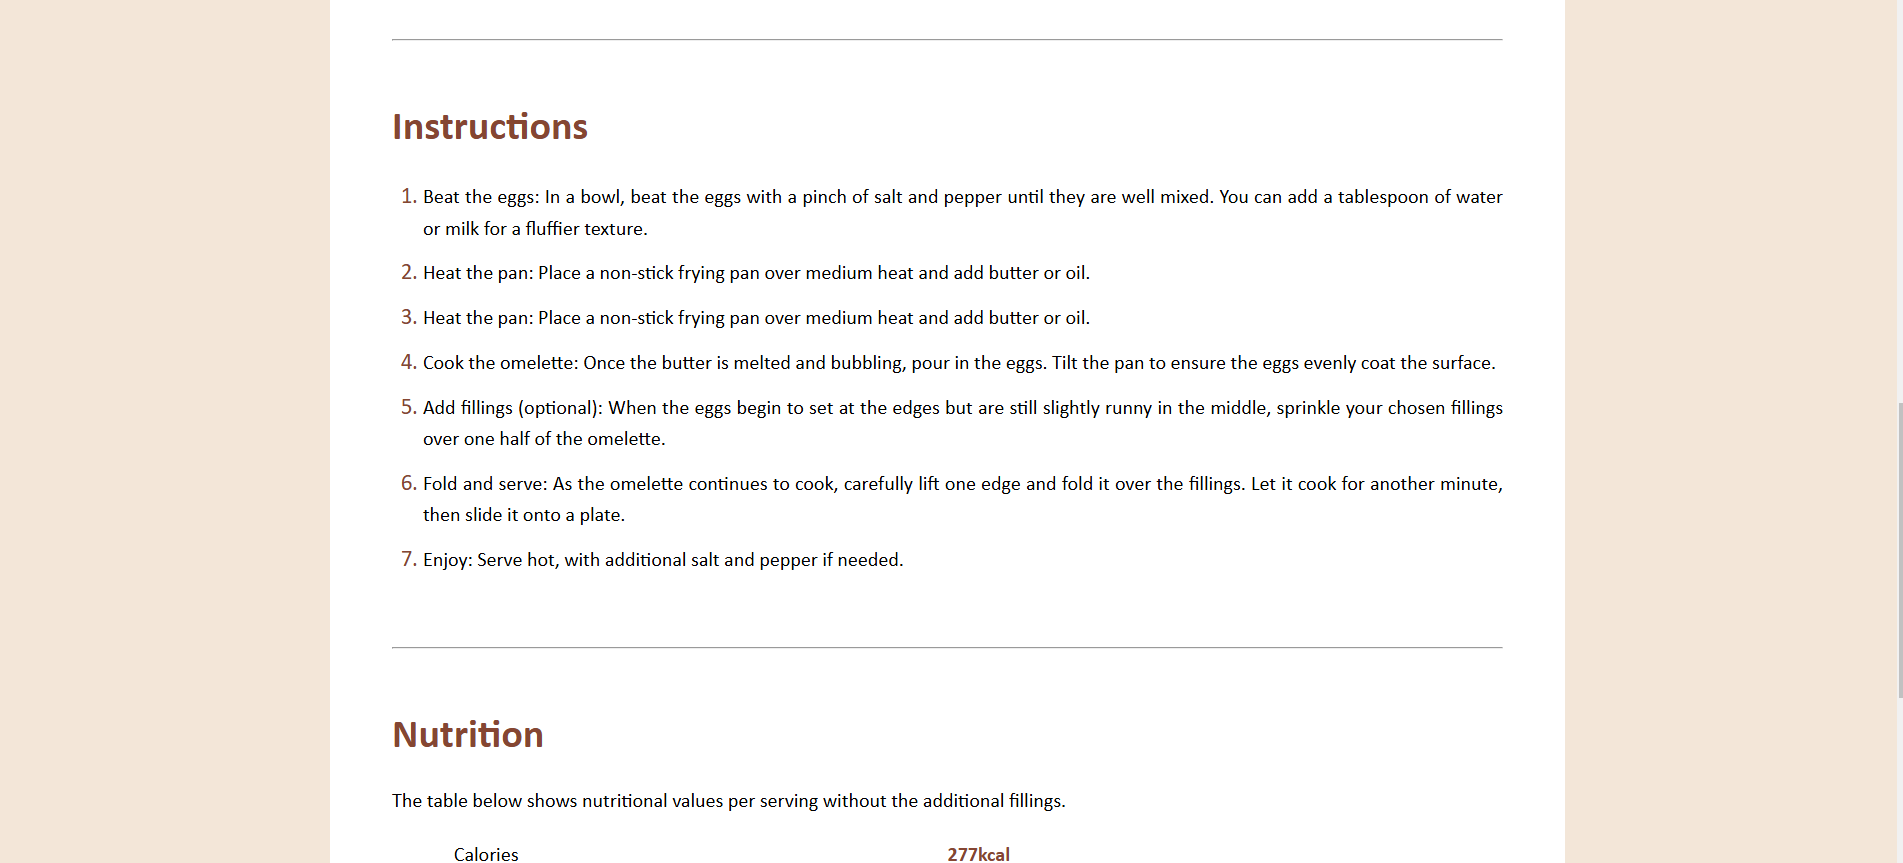 Instructions
1. Beat the eggs: In a bowl, beat the eggs with a pinch of salt and pepper until they are well mixed. You can add a tablespoon of water
or milk for a fluffier texture.
2. Heat the pan: Place a non-stick frying pan over medium heat and add butter or oil.
3. Heat the pan: Place a non-stick frying pan over medium heat and add butter or oil.
4. Cook the omelette: Once the butter is melted and bubbling, pour in the eggs. Tilt the pan to ensure the eggs evenly coat the surface.
5. Add fillings (optional): When the eggs begin to set at the edges but are still slightly runny in the middle, sprinkle your chosen fillings
over one half of the omelette.
6. Fold and serve: As the omelette continues to cook, carefully lift one edge and fold it over the fillings. Let it cook for another minute,
then slide it onto a plate.
7. Enjoy: Serve hot, with additional salt and pepper if needed.
Nutrition
The table below shows nutritional values per serving without the additional fillings.
Calories 277kcal